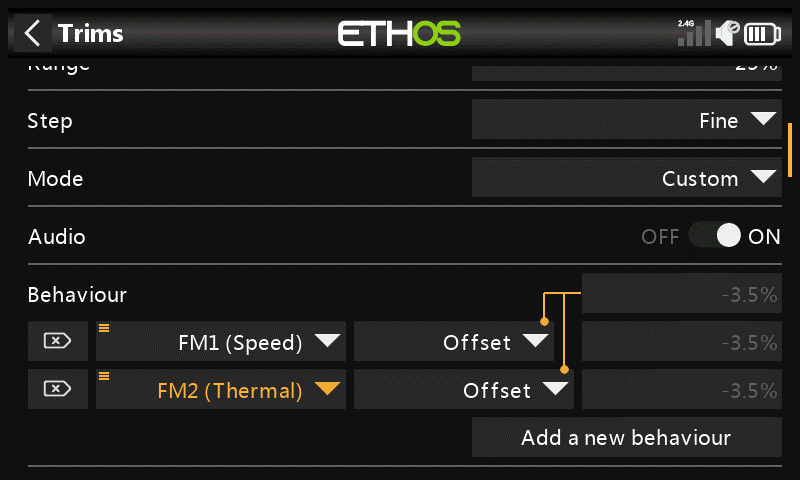 Trims
ETHOS
2.4G
Range 25%
Step Fine
Mode Custom
Audio OFF ON
Behaviour -3.5%
FM1 (Speed) Offset -3.5%
FM2 (Thermal) Offset -3.5%
Add a new behaviour